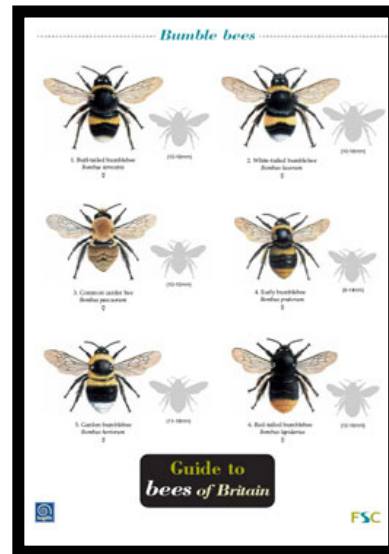 Bumble bees
1. Buff-tailed bumblebee
Bombus terrestris
♀
2. White-tailed bumblebee
Bombus lucorum
♀
3. Common carder bee
Bombus pascuorum
♀
4. Early bumblebee
Bombus pratorum
♀
5. Garden bumblebee
Bombus hortorum
♀
6. Red-tailed bumblebee
Bombus lapidarius
♀
Guide to
bees of Britain
FSC